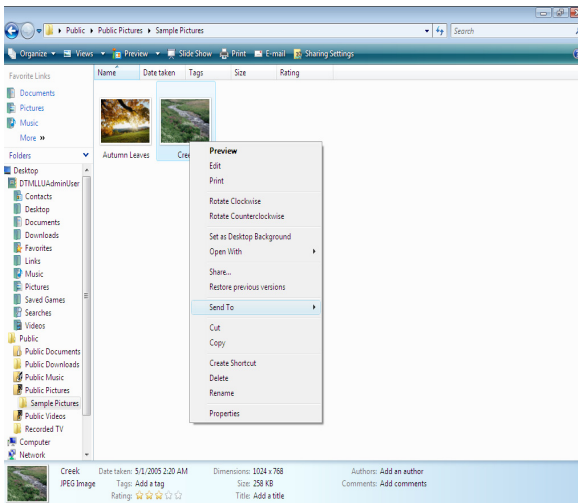 Public ▸ Public Pictures ▸ Sample Pictures
Search
Organize Views Preview Slide Show Print E-mail Sharing Settings
Favorite Links
Documents
Pictures
Music
More »
Folders
Desktop
DTMLLUAdminUser
Contacts
Desktop
Documents
Downloads
Favorites
Links
Music
Pictures
Saved Games
Searches
Videos
Public
Public Documents
Public Downloads
Public Music
Public Pictures
Sample Pictures
Public Videos
Recorded TV
Computer
Network
Name Date taken Tags Size Rating
Autumn Leaves Cree
Preview
Edit
Print
Rotate Clockwise
Rotate Counterclockwise
Set as Desktop Background
Open With
Share...
Restore previous versions
Send To
Cut
Copy
Create Shortcut
Delete
Rename
Properties
Creek Date taken: 5/1/2005 2:20 AM Dimensions: 1024 x 768 Authors: Add an author
JPEG Image Tags: Add a tag Size: 258 KB Comments: Add comments
Rating: Title: Add a title